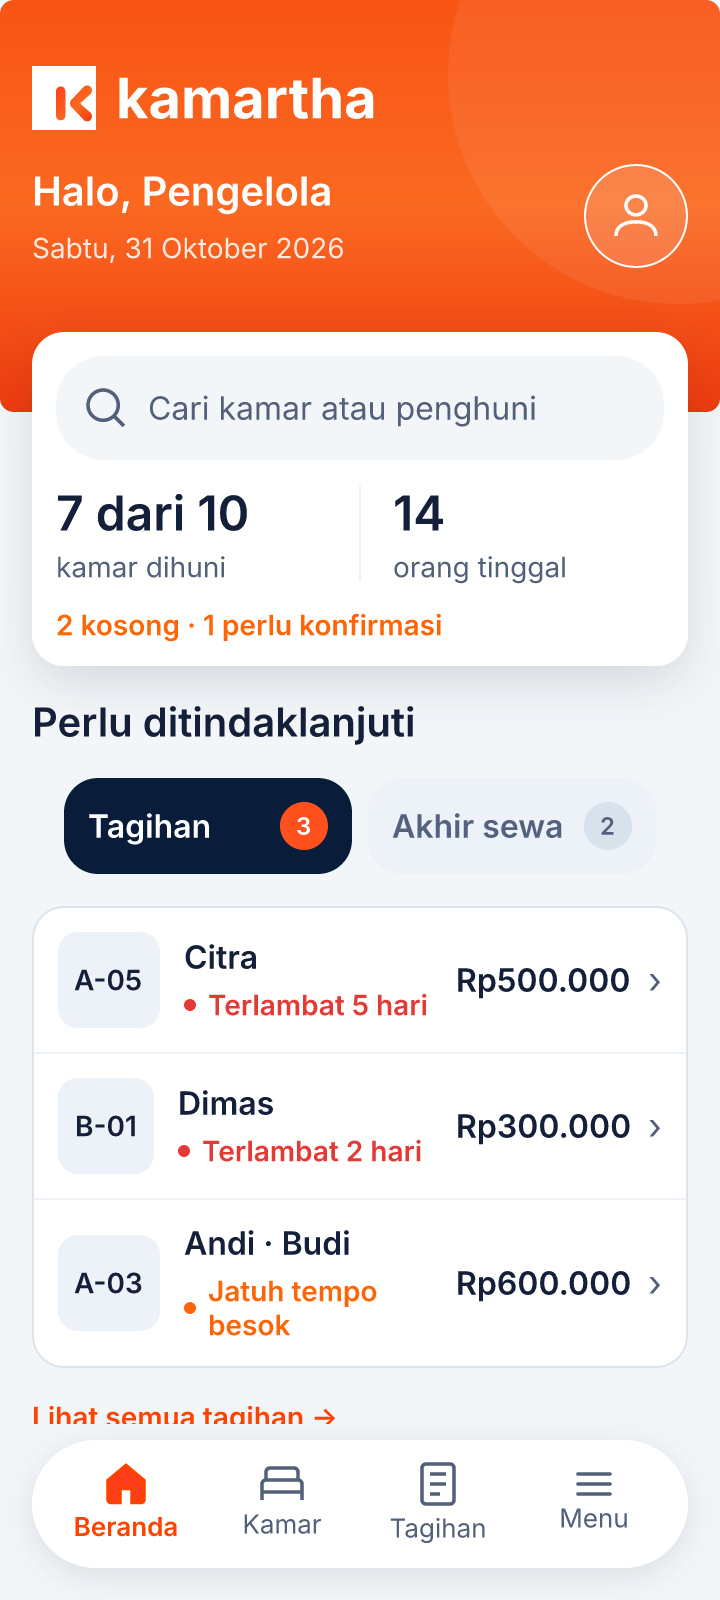 kamartha
Halo, Pengelola
Sabtu, 31 Oktober 2026
Cari kamar atau penghuni
7 dari 10
kamar dihuni
14
orang tinggal
2 kosong · 1 perlu konfirmasi
Perlu ditindaklanjuti
Tagihan 3
Akhir sewa 2
A-05
Citra
Terlambat 5 hari
Rp500.000 ›
B-01
Dimas
Terlambat 2 hari
Rp300.000 ›
A-03
Andi · Budi
Jatuh tempo
besok
Rp600.000 ›
Lihat semua tagihan →
Beranda
Kamar
Tagihan
Menu